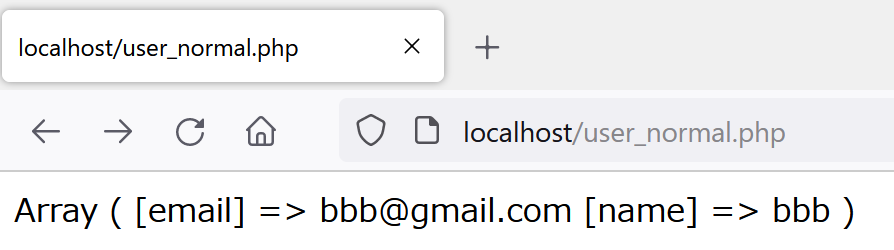 localhost/user_normal.php
localhost/user_normal.php
Array ( [email] => bbb@gmail.com [name] => bbb )